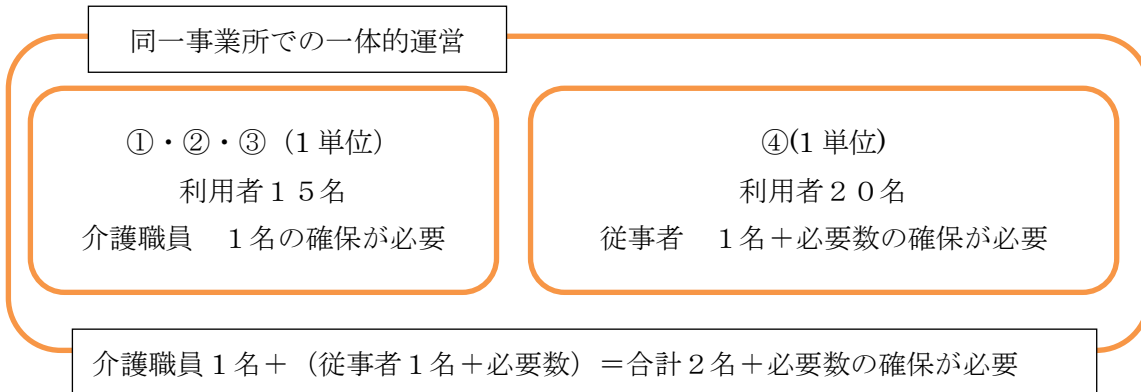 同一事業所での一体的運営
①・②・③（１単位）
利用者１５名
介護職員　１名の確保が必要
④(１単位)
利用者２０名
従事者　１名＋必要数の確保が必要
介護職員１名＋（従事者１名＋必要数）＝合計２名＋必要数の確保が必要